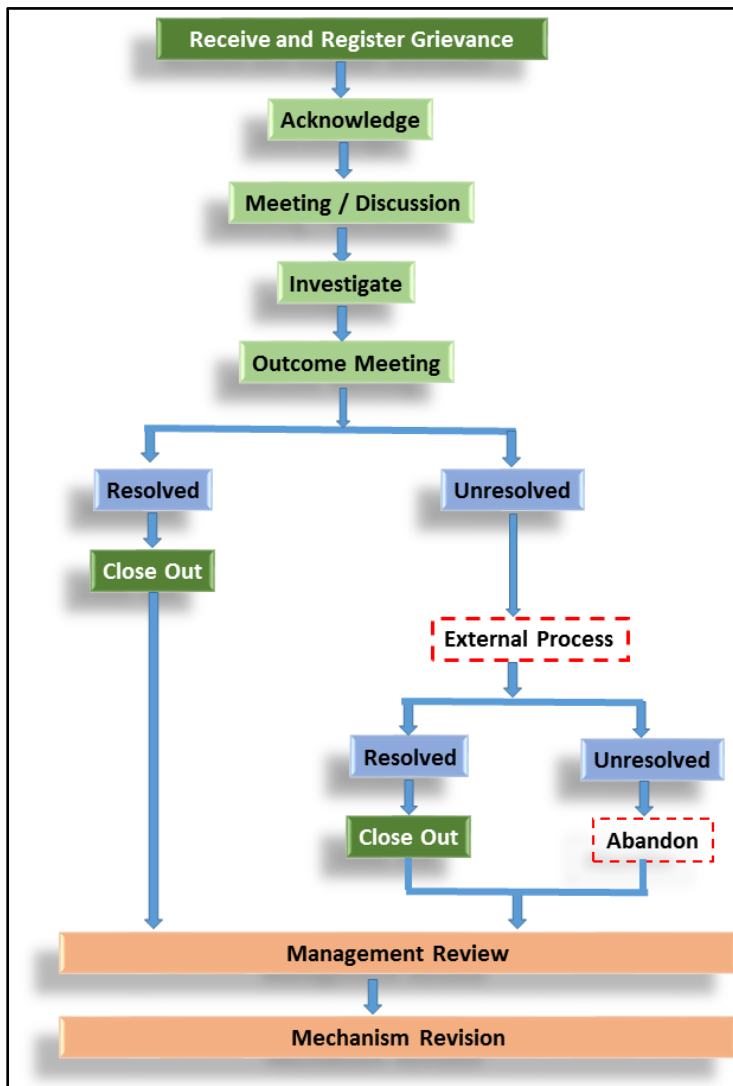 Receive and Register Grievance
Acknowledge
Meeting / Discussion
Investigate
Outcome Meeting
Resolved
Unresolved
Close Out
External Process
Resolved
Unresolved
Close Out
Abandon
Management Review
Mechanism Revision